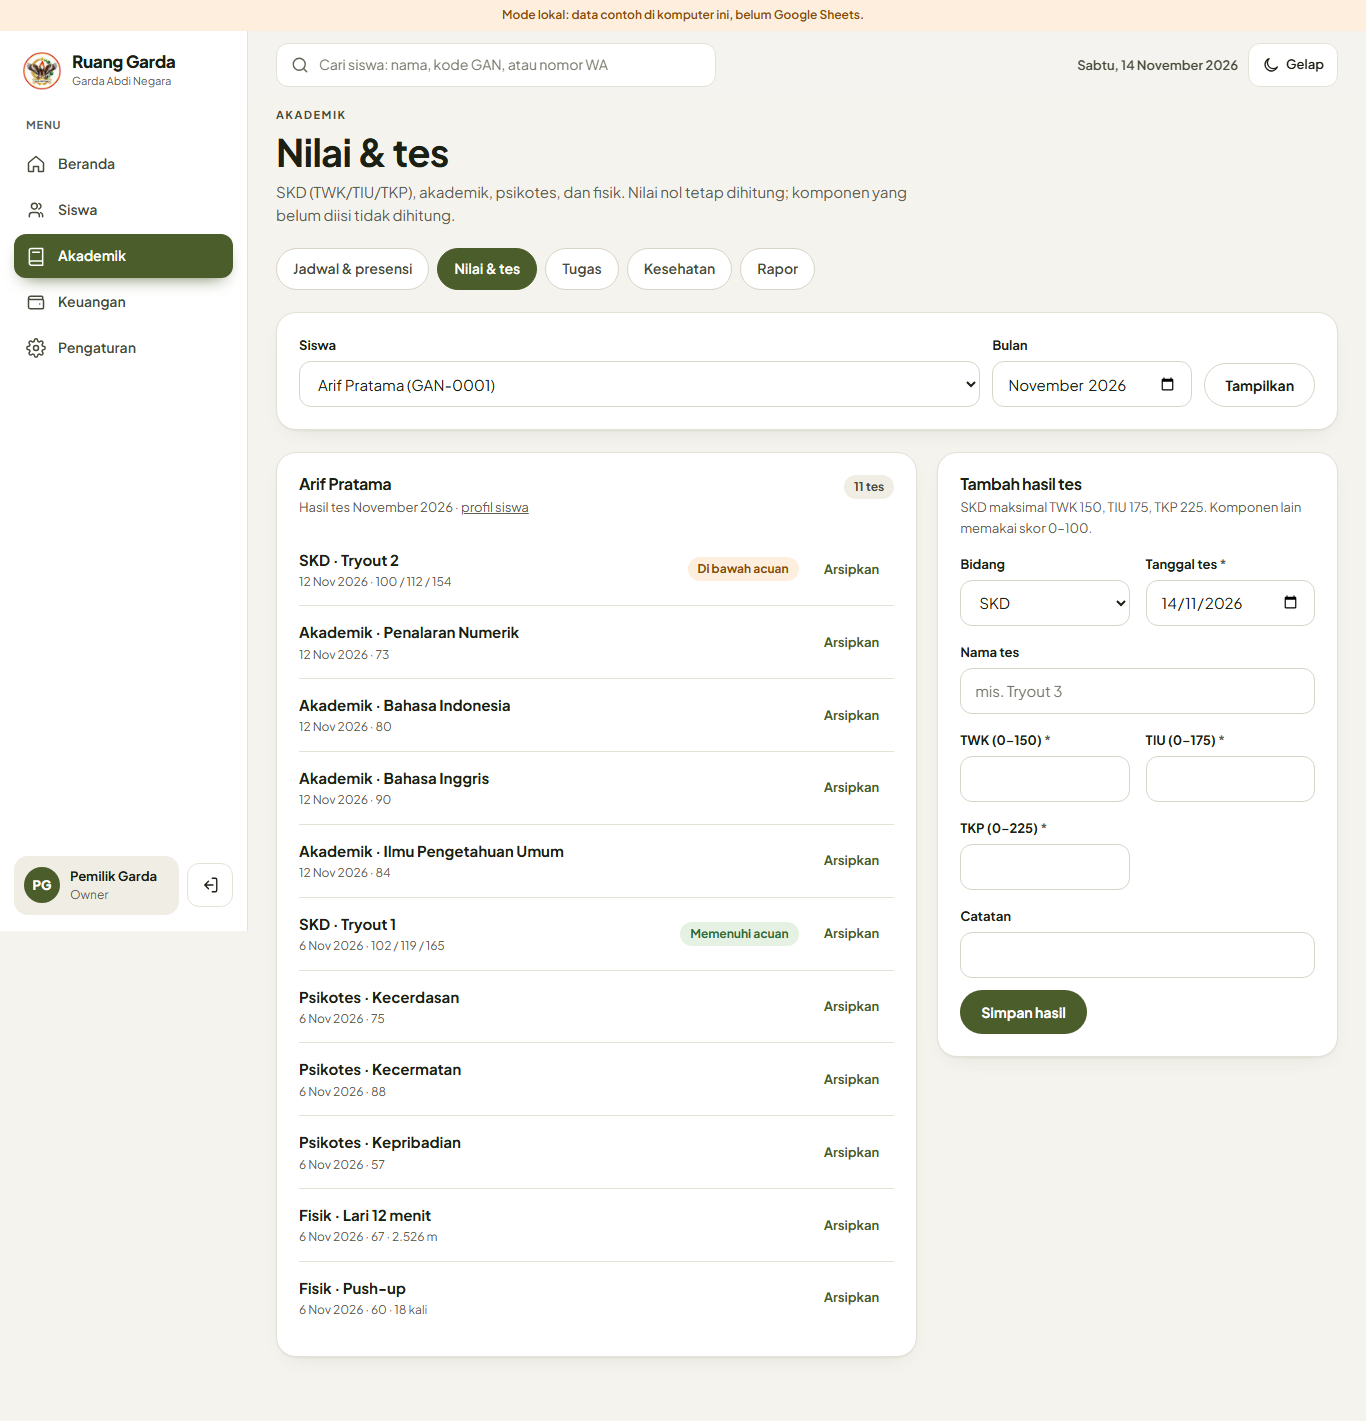 Mode lokal: data contoh di komputer ini, belum Google Sheets.
Ruang Garda
Garda Abdi Negara
MENU
Beranda
Siswa
Akademik
Keuangan
Pengaturan
PG
Pemilik Garda
Owner
Cari siswa: nama, kode GAN, atau nomor WA
Sabtu, 14 November 2026
Gelap
AKADEMIK
Nilai & tes
SKD (TWK/TIU/TKP), akademik, psikotes, dan fisik. Nilai nol tetap dihitung; komponen yang
belum diisi tidak dihitung.
Jadwal & presensi
Nilai & tes
Tugas
Kesehatan
Rapor
Siswa
Arif Pratama (GAN-0001)
Bulan
November 2026
Tampilkan
Arif Pratama
Hasil tes November 2026 · profil siswa
11 tes
SKD · Tryout 2
12 Nov 2026 · 100 / 112 / 154
Di bawah acuan
Arsipkan
Akademik · Penalaran Numerik
12 Nov 2026 · 73
Arsipkan
Akademik · Bahasa Indonesia
12 Nov 2026 · 80
Arsipkan
Akademik · Bahasa Inggris
12 Nov 2026 · 90
Arsipkan
Akademik · Ilmu Pengetahuan Umum
12 Nov 2026 · 84
Arsipkan
SKD · Tryout 1
6 Nov 2026 · 102 / 119 / 165
Memenuhi acuan
Arsipkan
Psikotes · Kecerdasan
6 Nov 2026 · 75
Arsipkan
Psikotes · Kecermatan
6 Nov 2026 · 88
Arsipkan
Psikotes · Kepribadian
6 Nov 2026 · 57
Arsipkan
Fisik · Lari 12 menit
6 Nov 2026 · 67 · 2.526 m
Arsipkan
Fisik · Push-up
6 Nov 2026 · 60 · 18 kali
Arsipkan
Tambah hasil tes
SKD maksimal TWK 150, TIU 175, TKP 225. Komponen lain
memakai skor 0–100.
Bidang
SKD
Tanggal tes *
14/11/2026
Nama tes
mis. Tryout 3
TWK (0–150) *
TIU (0–175) *
TKP (0–225) *
Catatan
Simpan hasil